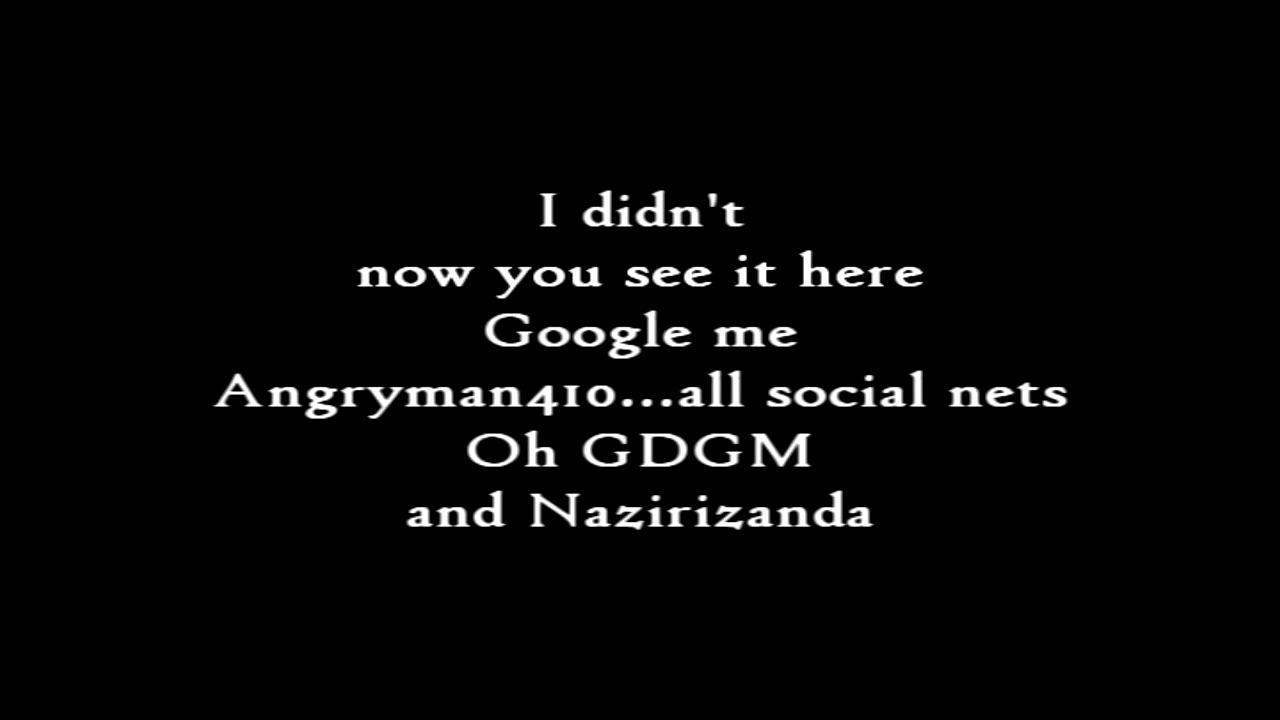 I didn't
now you see it here
Google me
Angryman410...all social nets
Oh GDGM
and Nazirizanda